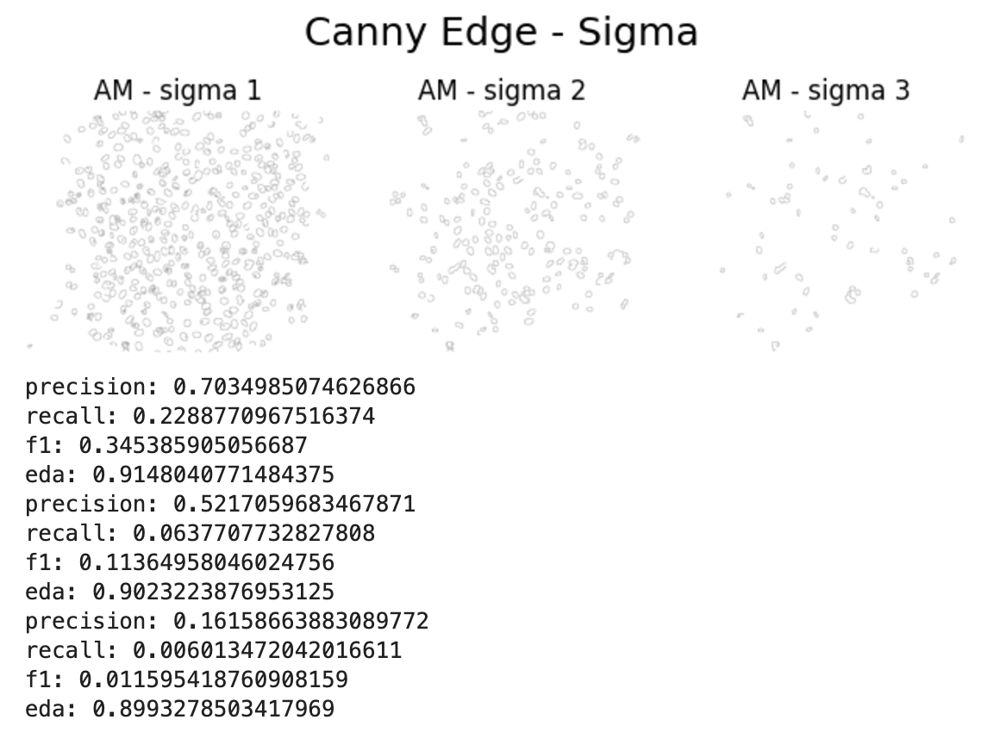 Canny Edge - Sigma
AM - sigma 1
AM - sigma 2
AM - sigma 3
precision: 0.7034985074626866
recall: 0.2288770967516374
f1: 0.345385905056687
eda: 0.9148040771484375
precision: 0.5217059683467871
recall: 0.0637707732827808
f1: 0.11364958046024756
eda: 0.9023223876953125
precision: 0.16158663883089772
recall: 0.006013472042016611
f1: 0.011595418760908159
eda: 0.8993278503417969